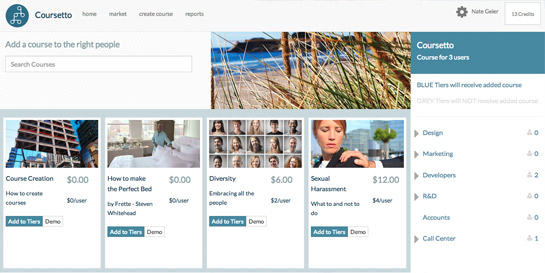 Coursetto
home
market
create course
reports
Nate Geier
13 Credits
Add a course to the right people
Search Courses
Course Creation
$0.00
How to create
courses
$0/user
Add to Tiers
Demo
How to make
the Perfect Bed
$0.00
$0/user
by Frette - Steven
Whitehead
Add to Tiers
Demo
Diversity
$6.00
Embracing all the
people
$2/user
Add to Tiers
Demo
Sexual
Harassment
$12.00
What to and not to
do
$4/user
Add to Tiers
Demo
Coursetto
Course for 3 users
BLUE Tiers will receive added course
GREY Tiers will NOT receive added course
Design 0
Marketing 0
Developers 2
R&D 0
Accounts 0
Call Center 1